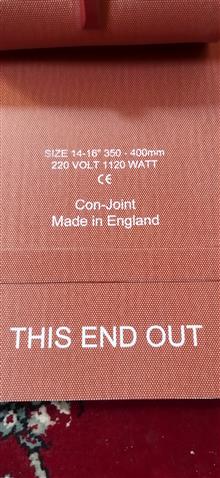 SIZE 14-16" 350 - 400mm
220 VOLT 1120 WATT
CE
Con-Joint
Made in England
THIS END OUT